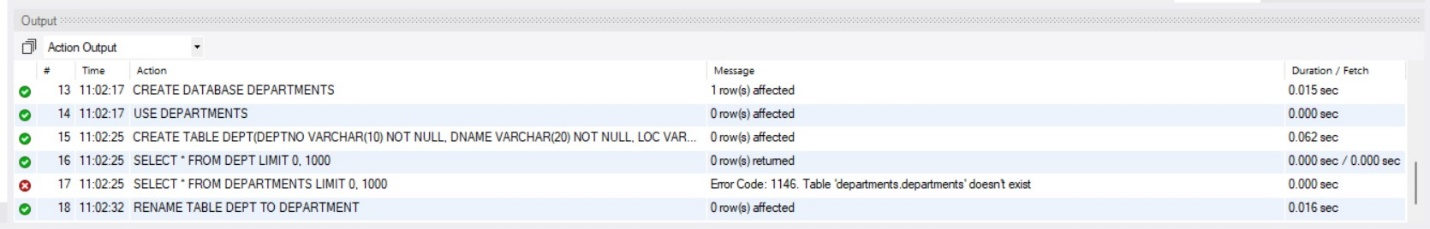 Output
Action Output
# Time Action Message Duration / Fetch
13 11:02:17 CREATE DATABASE DEPARTMENTS 1 row(s) affected 0.015 sec
14 11:02:17 USE DEPARTMENTS 0 row(s) affected 0.000 sec
15 11:02:25 CREATE TABLE DEPT(DEPTNO VARCHAR(10) NOT NULL, DNAME VARCHAR(20) NOT NULL, LOC VAR... 0 row(s) affected 0.062 sec
16 11:02:25 SELECT * FROM DEPT LIMIT 0, 1000 0 row(s) returned 0.000 sec / 0.000 sec
17 11:02:25 SELECT * FROM DEPARTMENTS LIMIT 0, 1000 Error Code: 1146. Table 'departments.departments' doesn't exist 0.000 sec
18 11:02:32 RENAME TABLE DEPT TO DEPARTMENT 0 row(s) affected 0.016 sec